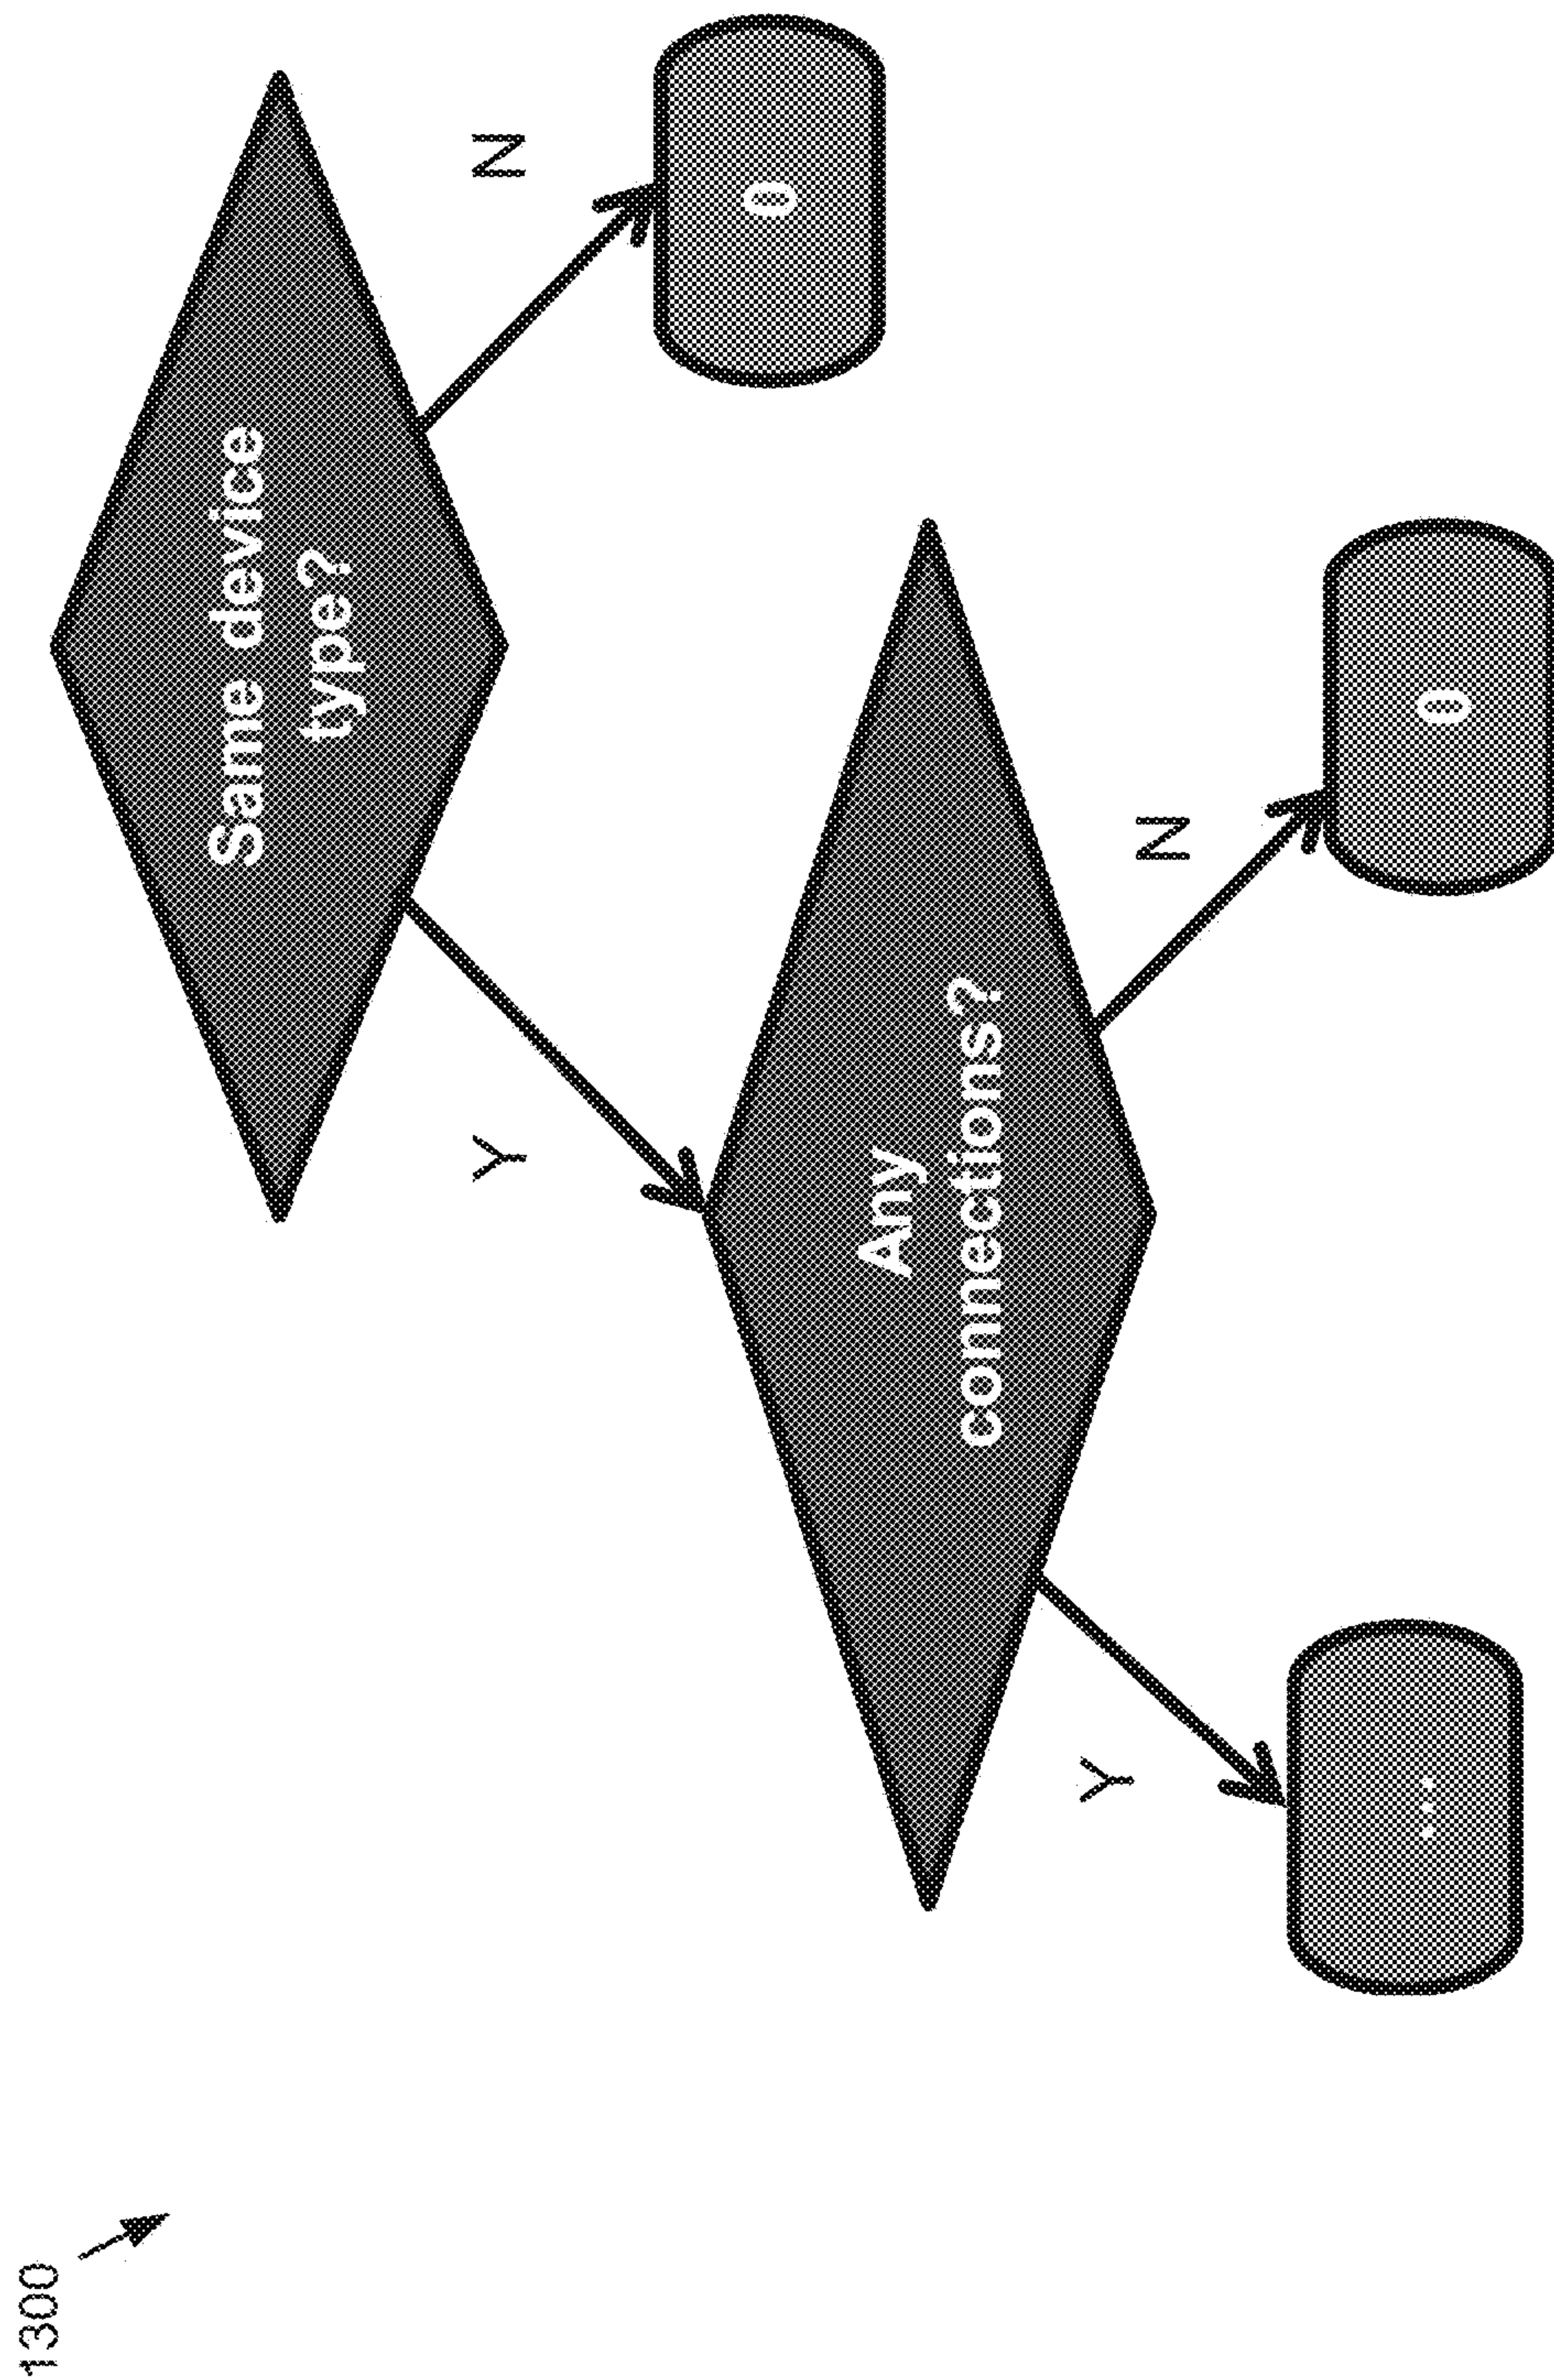 1300
Same device
type?
Y
N
Any
connections?
0
Y
N
...
0